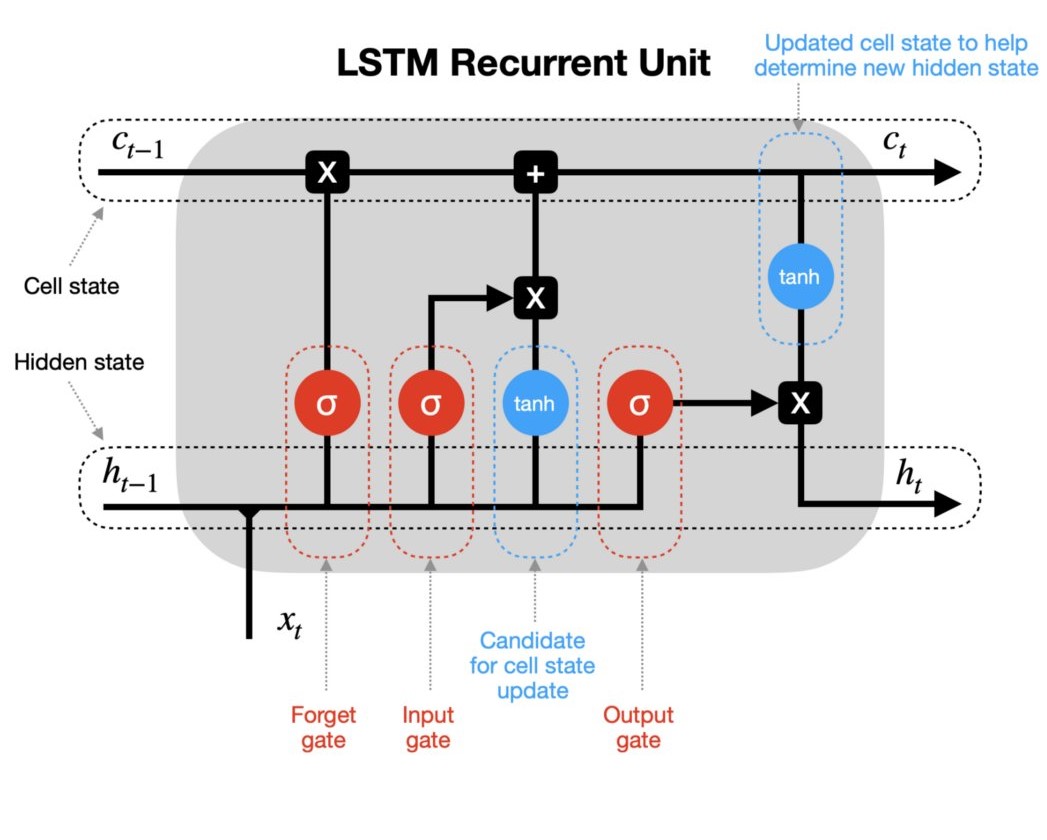 LSTM Recurrent Unit
Updated cell state to help
determine new hidden state
c_{t-1}
c_t
X
+
Cell state
tanh
X
Hidden state
σ
σ
tanh
σ
X
h_{t-1}
h_t
x_t
Candidate
for cell state
update
Forget
gate
Input
gate
Output
gate